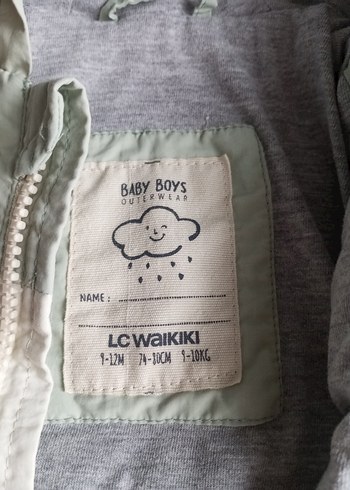 BABY BOYS
OUTERWEAR
NAME:
LC WAIKIKI
9-12M 74-80CM 9-10KG